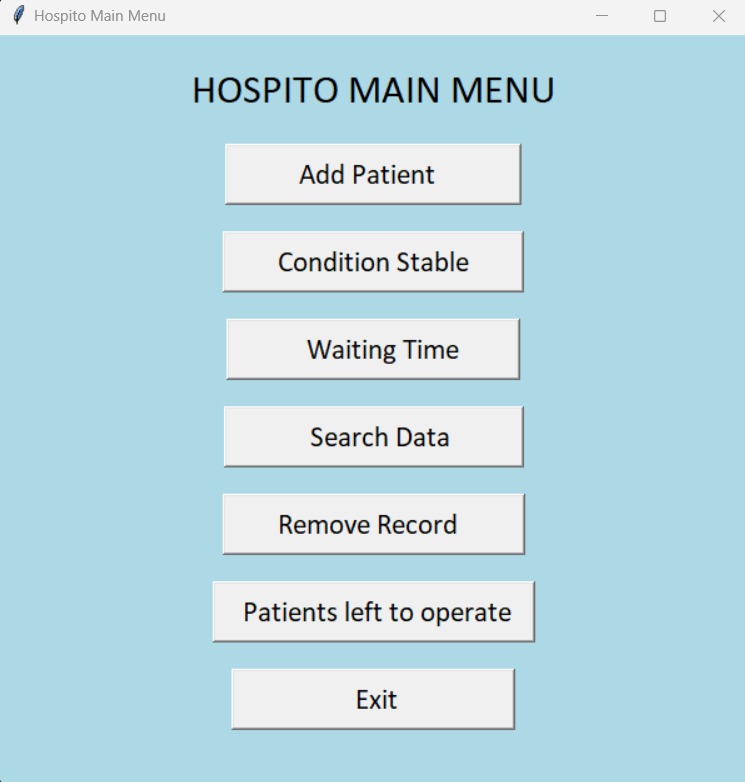 Hospito Main Menu
HOSPITO MAIN MENU
Add Patient
Condition Stable
Waiting Time
Search Data
Remove Record
Patients left to operate
Exit